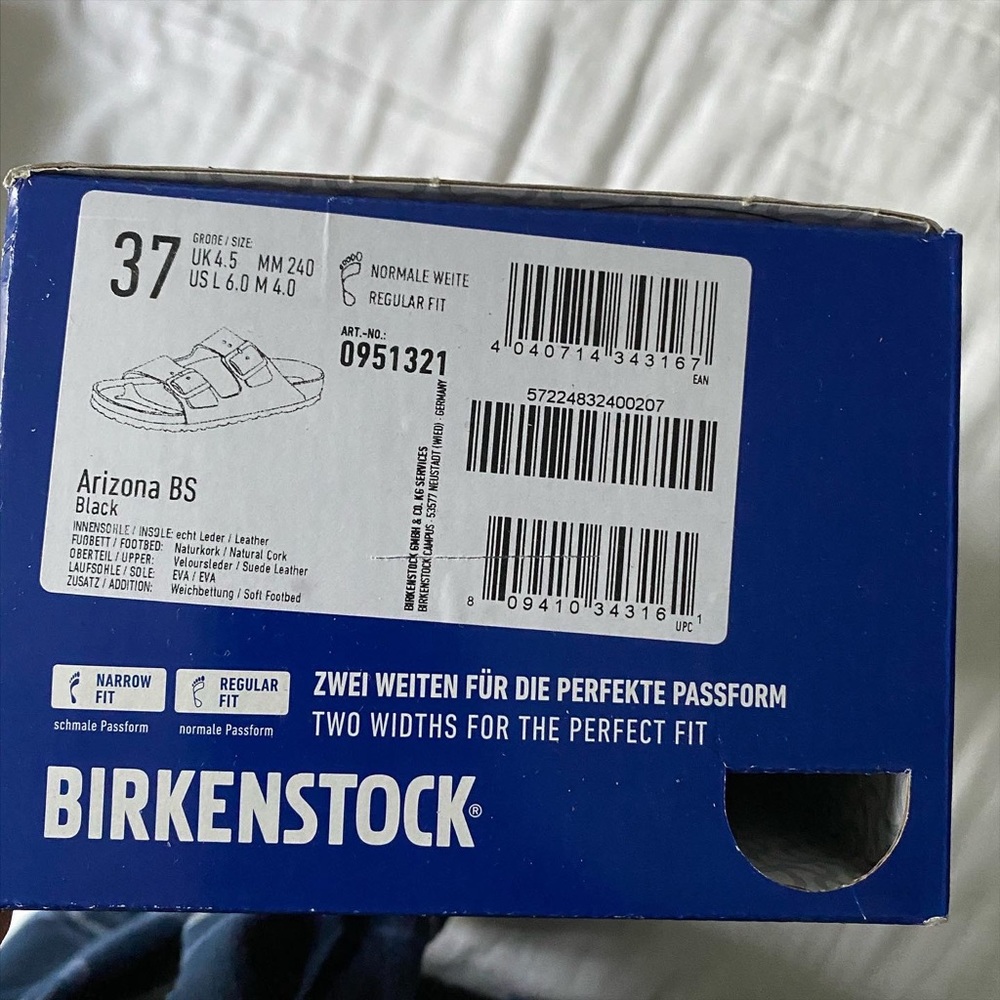 37
GRÖßE / SIZE:
UK 4.5 MM 240
US L 6.0 M 4.0
NORMALE WEITE
REGULAR FIT
ART.-NO.:
0951321
4 040714 343167
EAN
57224832400207
8 09410 34316 1
UPC
BIRKENSTOCK GMBH & CO. KG SERVICES
BIRKENSTOCK CAMPUS · 53577 NEUSTADT (WIED) · GERMANY
Arizona BS
Black
INNENSOHLE / INSOLE: echt Leder / Leather
FUßBETT / FOOTBED: Naturkork / Natural Cork
OBERTEIL / UPPER: Veloursleder / Suede Leather
LAUFSOHLE / SOLE: EVA / EVA
ZUSATZ / ADDITION: Weichbettung / Soft Footbed
NARROW
FIT
schmale Passform
REGULAR
FIT
normale Passform
ZWEI WEITEN FÜR DIE PERFEKTE PASSFORM
TWO WIDTHS FOR THE PERFECT FIT
BIRKENSTOCK®